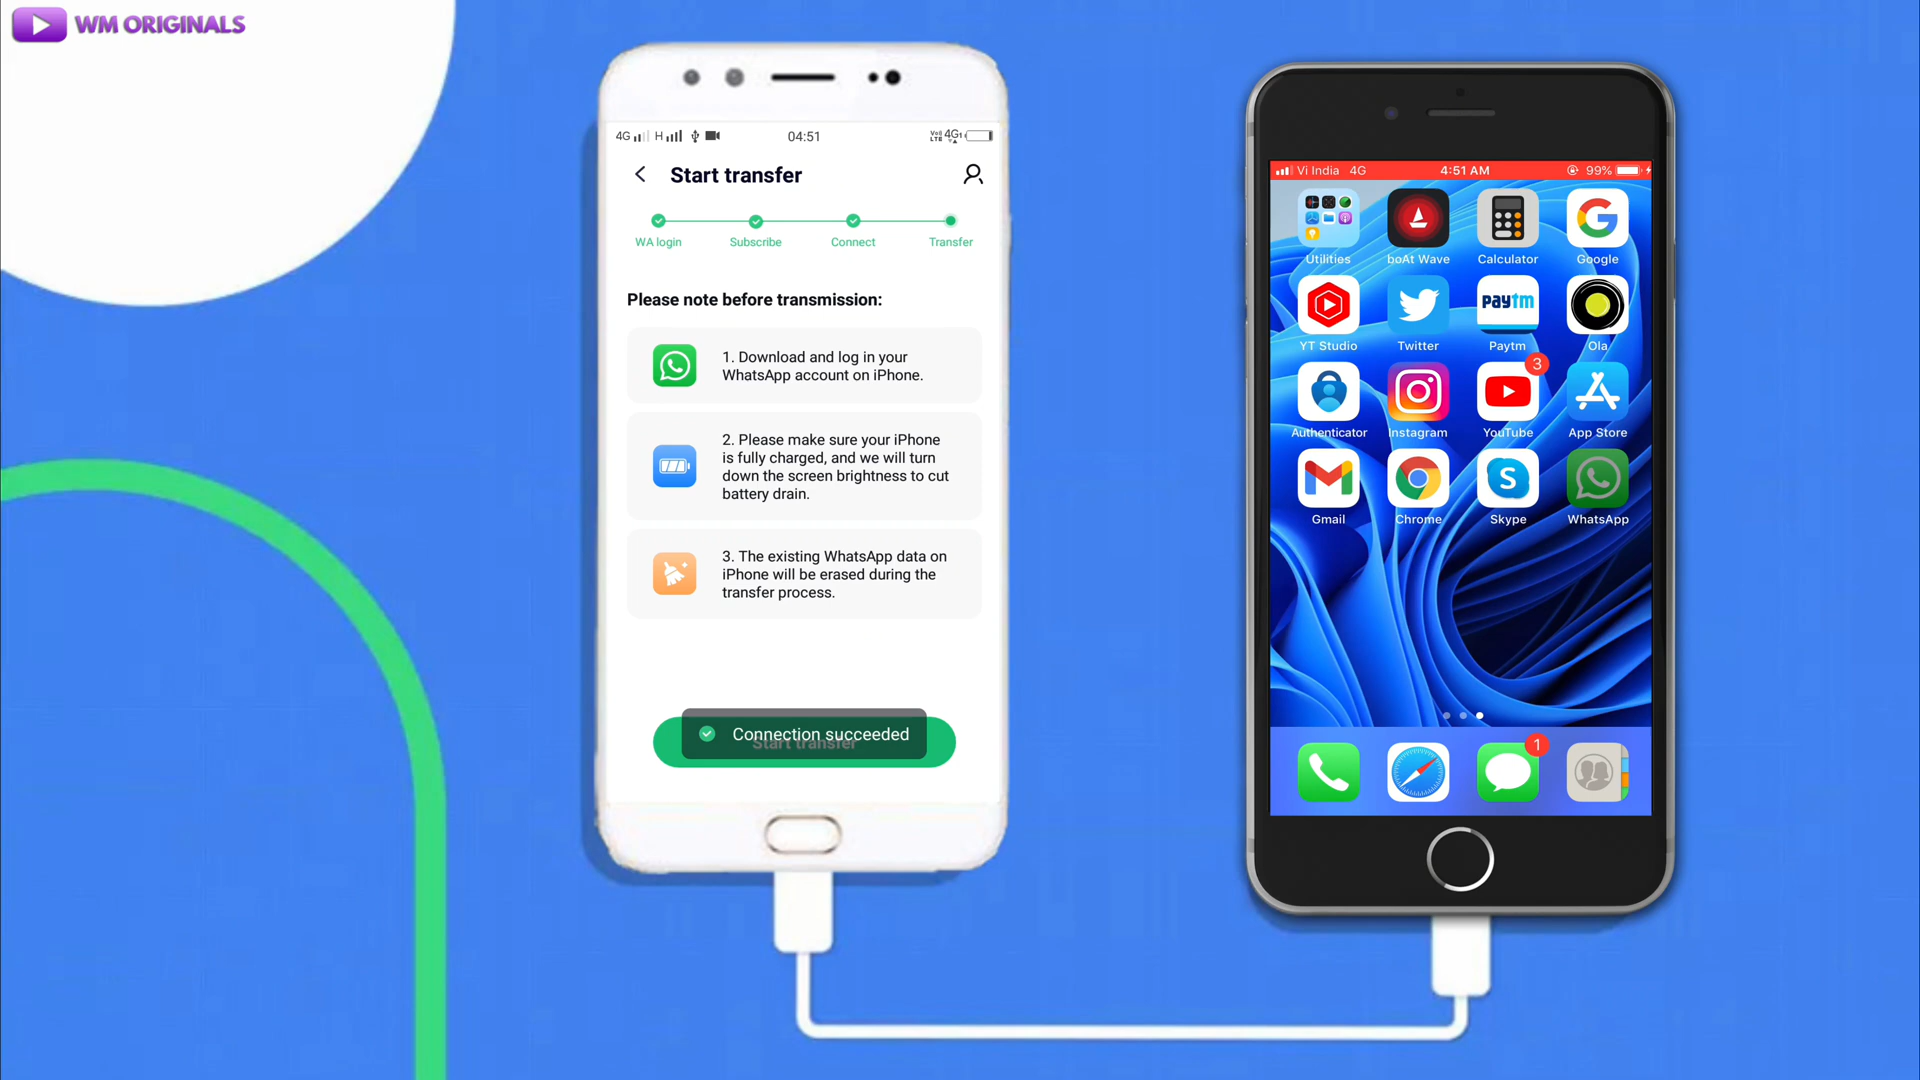 WM ORIGINALS
4G H 04:51 VoLTE 4G
Start transfer
WA login Subscribe Connect Transfer
Please note before transmission:
1. Download and log in your
WhatsApp account on iPhone.
2. Please make sure your iPhone
is fully charged, and we will turn
down the screen brightness to cut
battery drain.
3. The existing WhatsApp data on
iPhone will be erased during the
transfer process.
Connection succeeded
Start transfer
Vi India 4G 4:51 AM 99%
Utilities boAt Wave Calculator Google
paytm
YT Studio Twitter Paytm Ola
3
Authenticator Instagram YouTube App Store
S
Gmail Chrome Skype WhatsApp
1